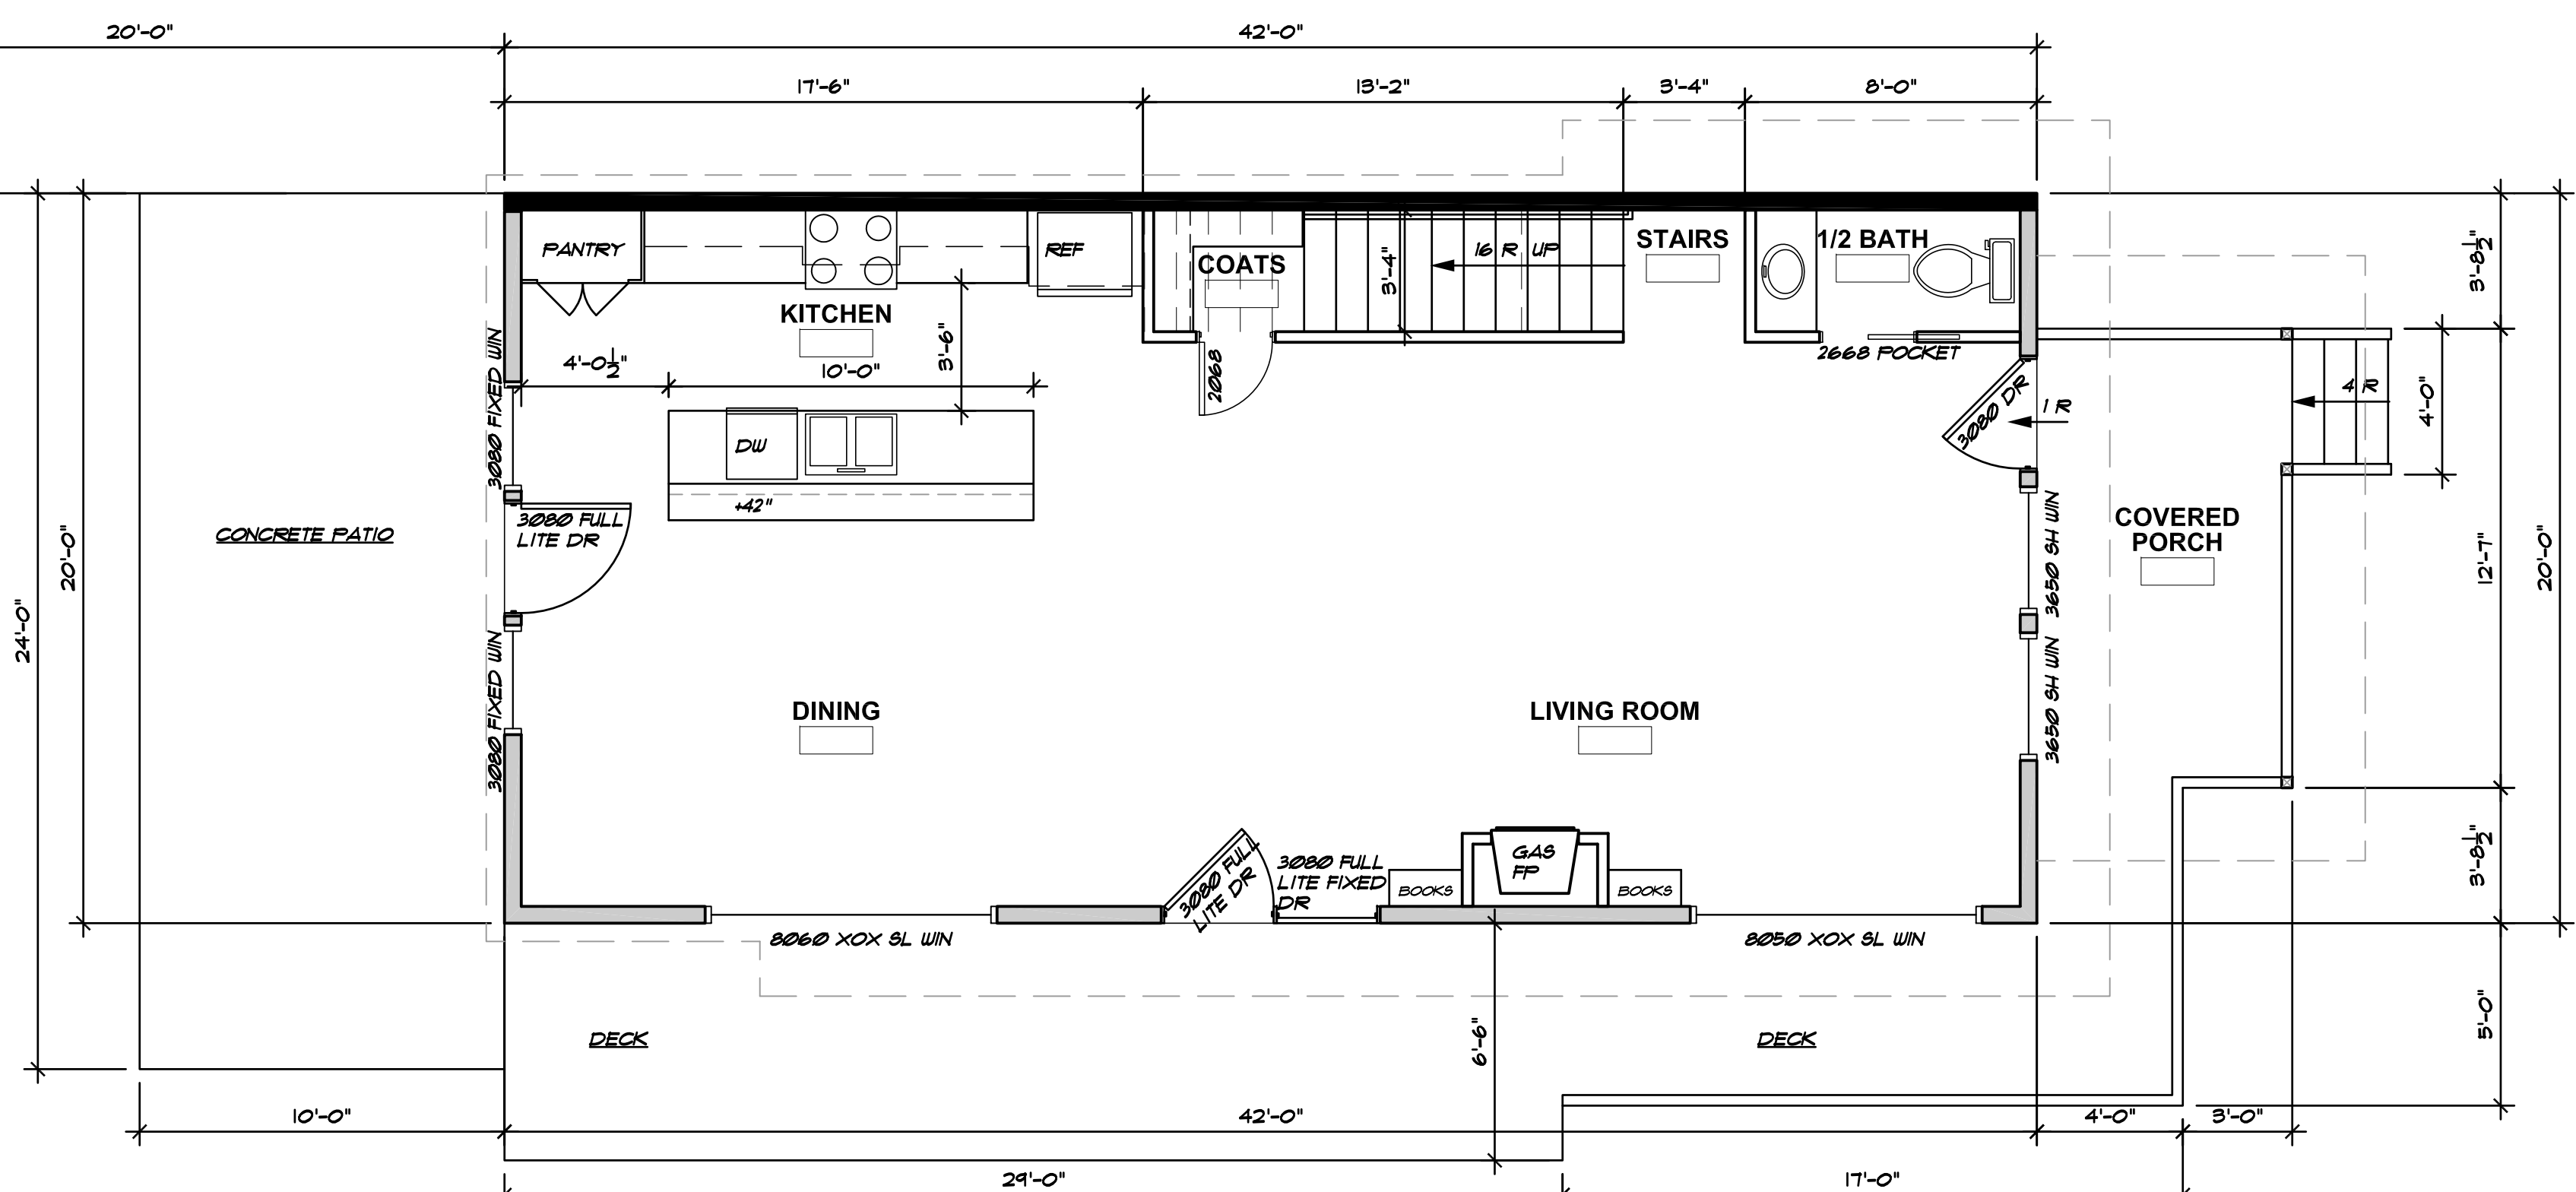 20'-0"
42'-0"
17'-6"
13'-2"
3'-4"
8'-0"
PANTRY
REF
COATS
3'-4"
16 R UP
STAIRS
1/2 BATH
3'-8½"
KITCHEN
3'-6"
4'-0½"
10'-0"
2068
2668 POCKET
3080 FIXED WIN
3080 DR
1 R
4 R
4'-0"
DW
+42"
3080 FULL
LITE DR
CONCRETE PATIO
20'-0"
24'-0"
3650 SH WIN
COVERED
PORCH
12'-7"
20'-0"
3080 FIXED WIN
DINING
LIVING ROOM
3650 SH WIN
3080 FULL
LITE DR
3080 FULL
LITE FIXED
DR
GAS
FP
BOOKS
BOOKS
3'-8½"
8060 XOX SL WIN
8050 XOX SL WIN
DECK
6'-6"
DECK
5'-0"
10'-0"
42'-0"
4'-0"
3'-0"
29'-0"
17'-0"